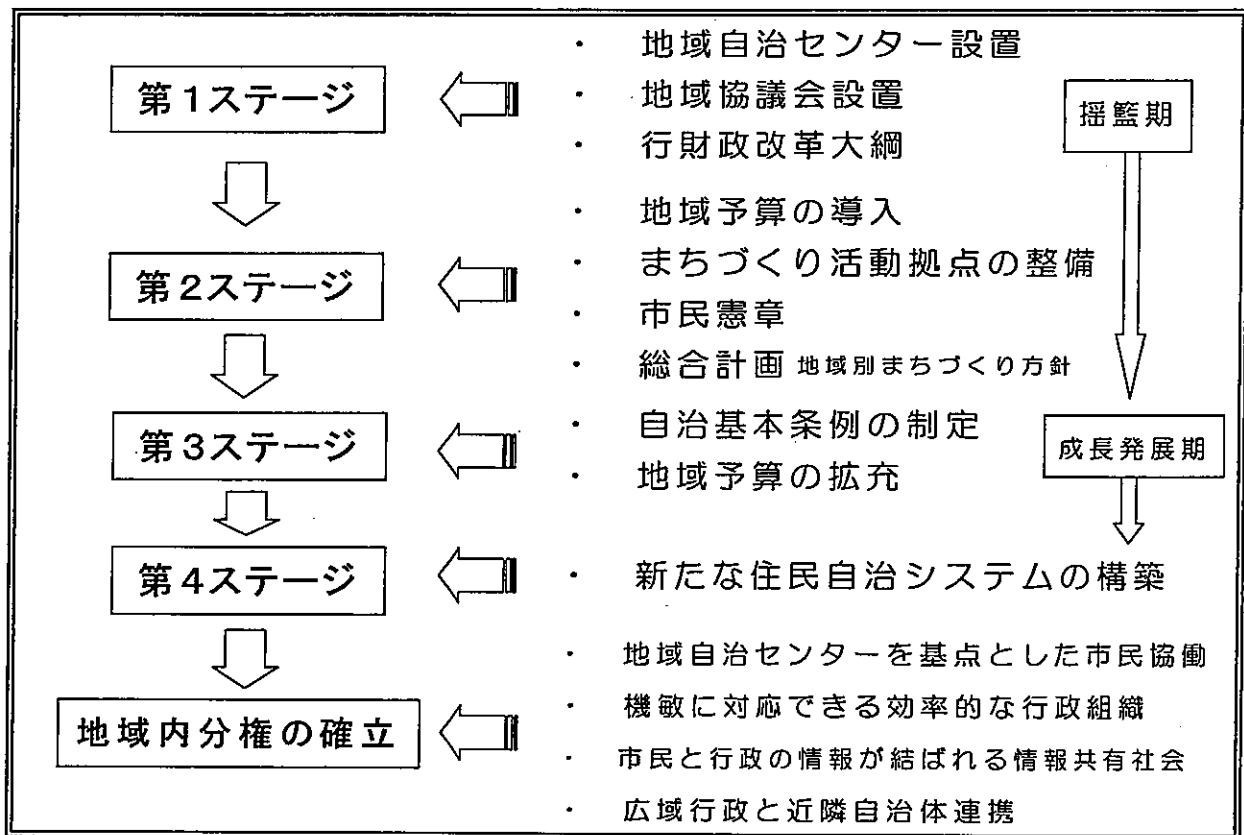 第1ステージ
・ 地域自治センター設置
・ 地域協議会設置
・ 行財政改革大綱
揺籃期
第2ステージ
・ 地域予算の導入
・ まちづくり活動拠点の整備
・ 市民憲章
・ 総合計画 地域別まちづくり方針
第3ステージ
・ 自治基本条例の制定
・ 地域予算の拡充
成長発展期
第4ステージ
・ 新たな住民自治システムの構築
地域内分権の確立
・ 地域自治センターを基点とした市民協働
・ 機敏に対応できる効率的な行政組織
・ 市民と行政の情報が結ばれる情報共有社会
・ 広域行政と近隣自治体連携